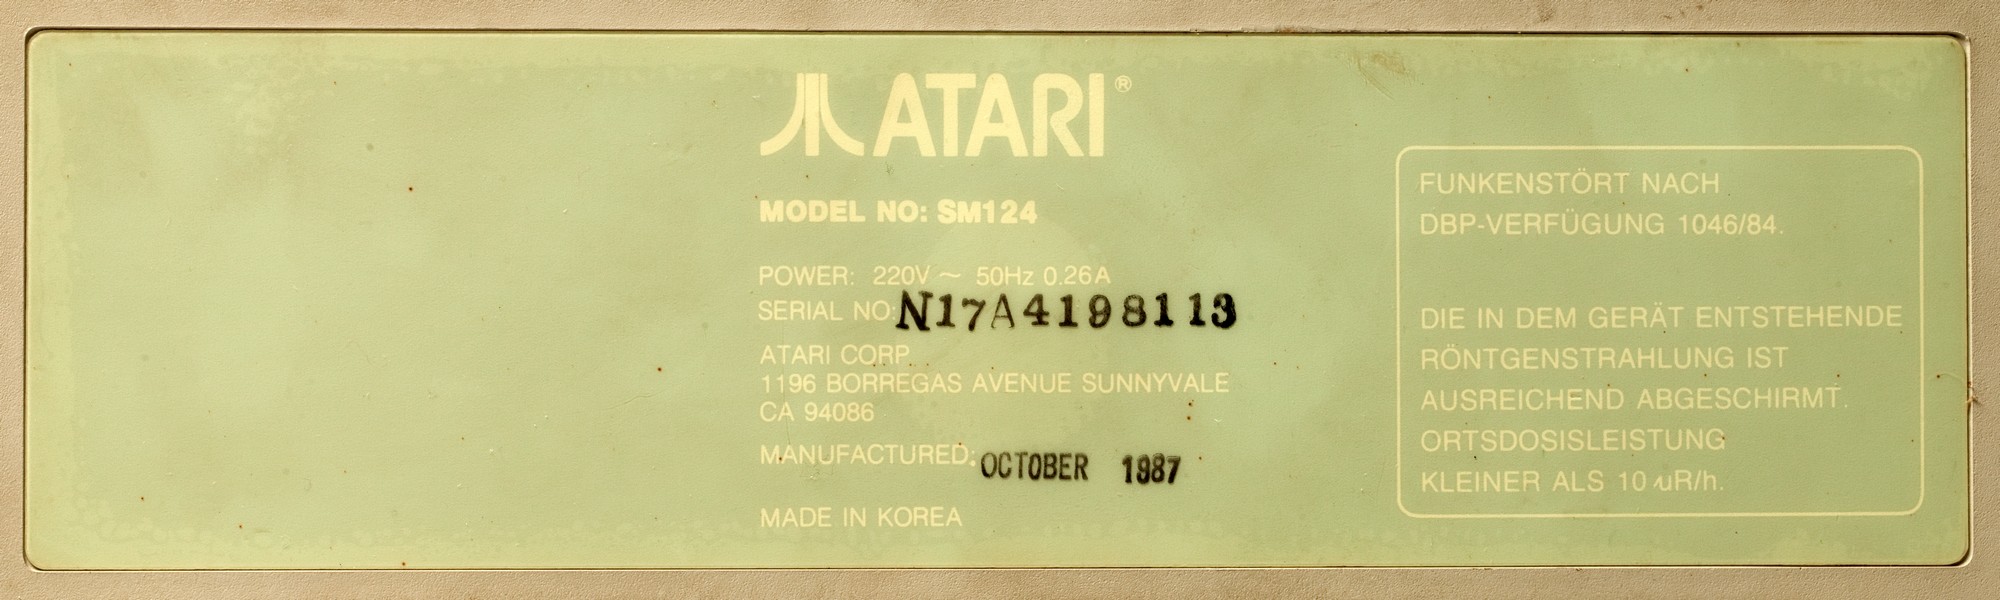 ATARI®
MODEL NO: SM124
POWER: 220V ~ 50Hz 0.26A
SERIAL NO: N17A4198113
ATARI CORP.
1196 BORREGAS AVENUE SUNNYVALE
CA 94086
MANUFACTURED: OCTOBER 1987
MADE IN KOREA
FUNKENSTÖRT NACH
DBP-VERFÜGUNG 1046/84.
DIE IN DEM GERÄT ENTSTEHENDE
RÖNTGENSTRAHLUNG IST
AUSREICHEND ABGESCHIRMT.
ORTSDOSISLEISTUNG
KLEINER ALS 10 uR/h.